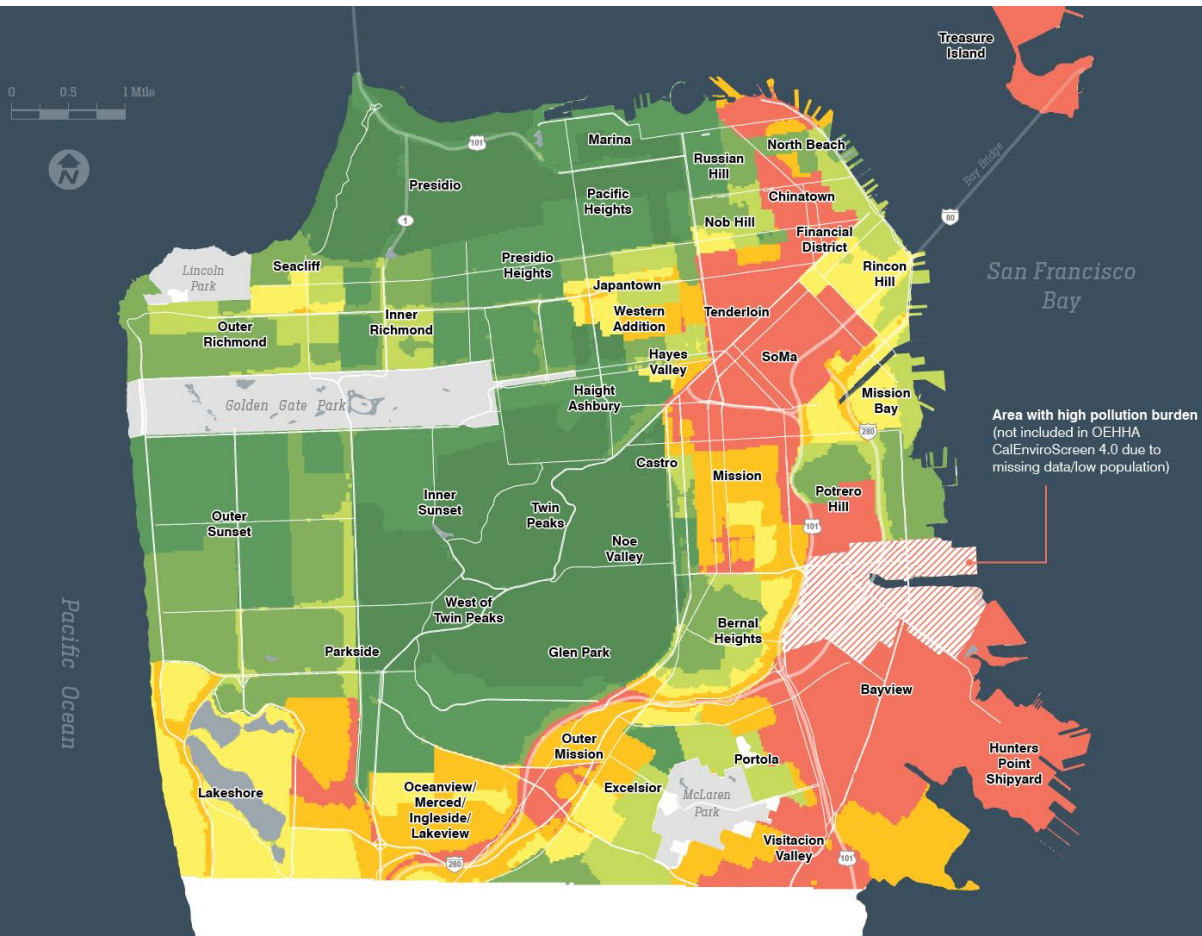 Treasure
Island
0 0.5 1 Mile
N
101
Marina
North Beach
Russian
Hill
Bay Bridge
Presidio
Pacific
Heights
Chinatown
1
Nob Hill
80
Financial
District
Lincoln
Park
Seacliff
Presidio
Heights
Rincon
Hill
San Francisco
Bay
Japantown
Western
Addition
Tenderloin
Inner
Richmond
Outer
Richmond
Hayes
Valley
SoMa
Golden Gate Park
Haight
Ashbury
Mission
Bay
Area with high pollution burden
(not included in OEHHA
CalEnviroScreen 4.0 due to
missing data/low population)
280
Castro
Mission
Inner
Sunset
Twin
Peaks
Potrero
Hill
Outer
Sunset
101
Noe
Valley
West of
Twin Peaks
Bernal
Heights
Pacific Ocean
Parkside
Glen Park
Bayview
Outer
Mission
Portola
Hunters
Point
Shipyard
Lakeshore
Oceanview/
Merced/
Ingleside/
Lakeview
Excelsior
McLaren
Park
Visitacion
Valley
280
101